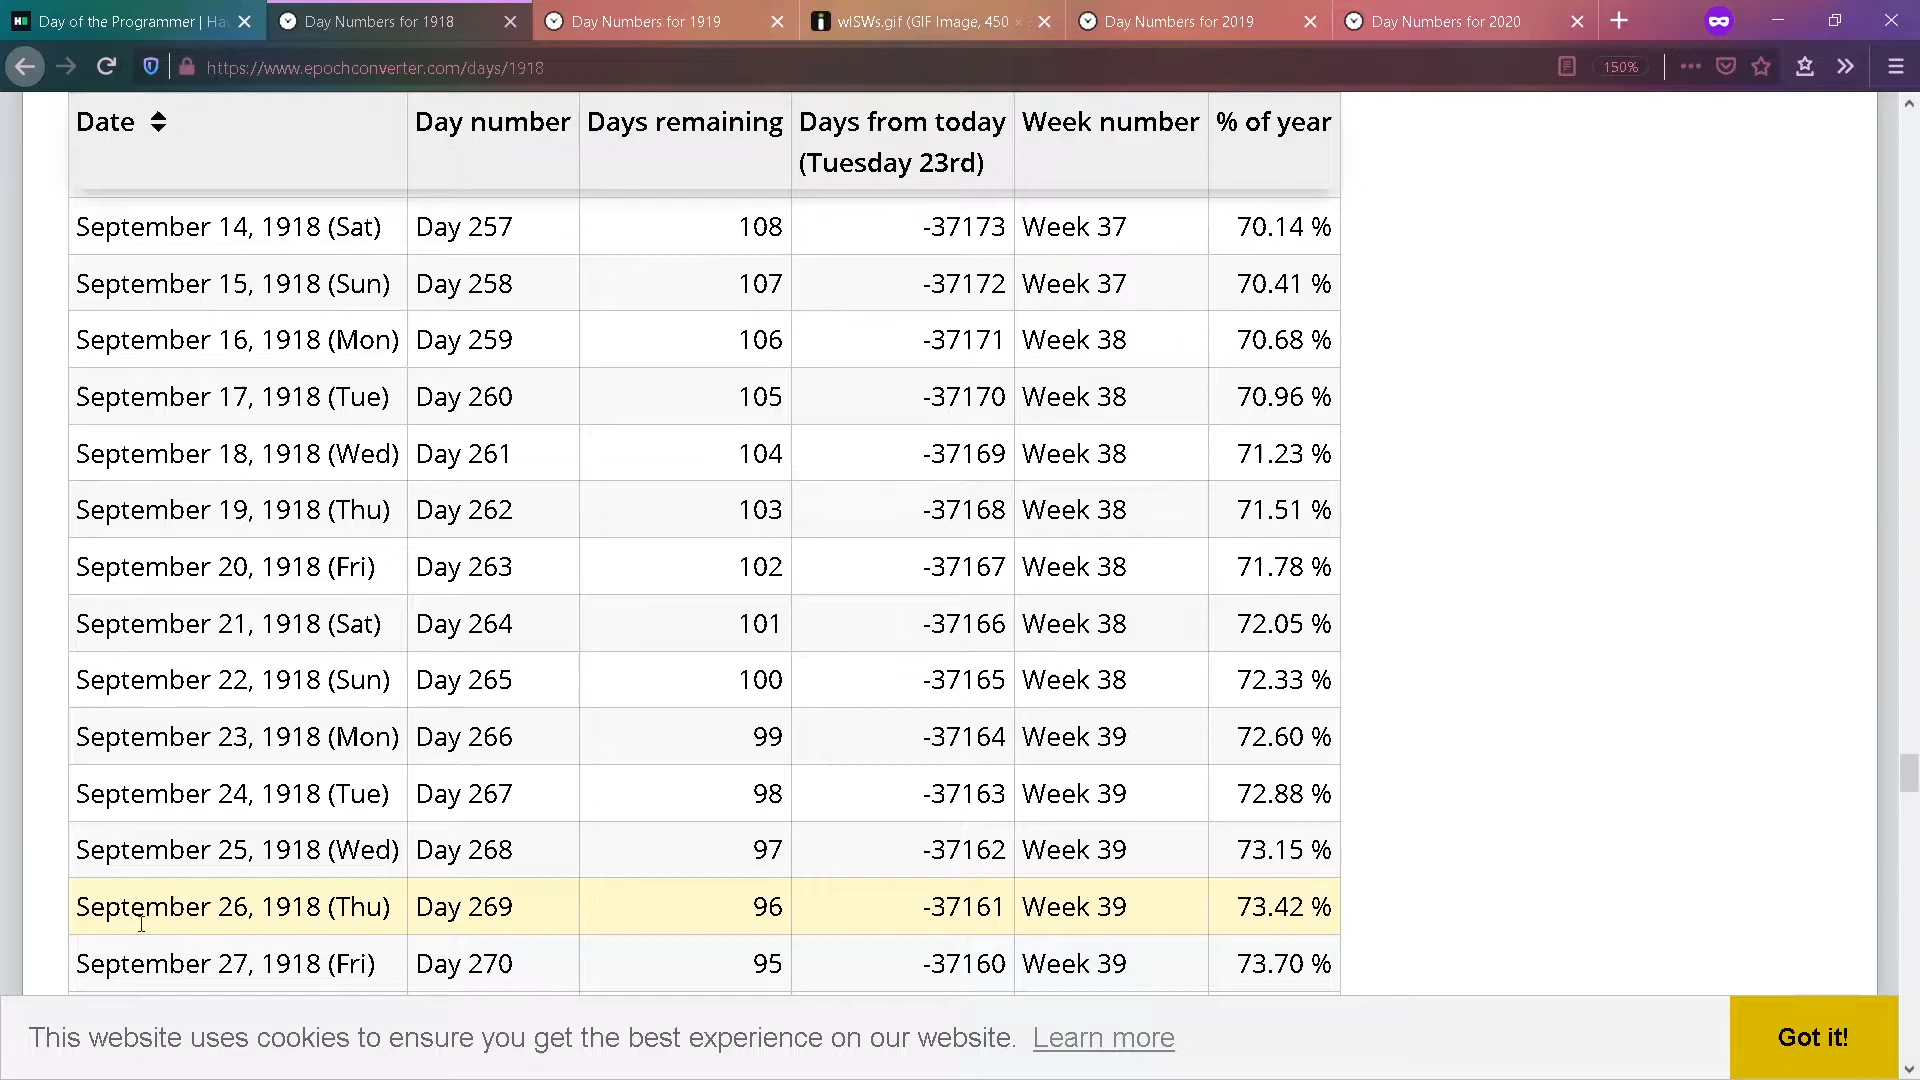 Day of the Programmer | Hac
Day Numbers for 1918
Day Numbers for 1919
wISWs.gif (GIF Image, 450 ×
Day Numbers for 2019
Day Numbers for 2020
https://www.epochconverter.com/days/1918
150%
Date Day number Days remaining Days from today Week number % of year
(Tuesday 23rd)
September 14, 1918 (Sat) Day 257 108 -37173 Week 37 70.14 %
September 15, 1918 (Sun) Day 258 107 -37172 Week 37 70.41 %
September 16, 1918 (Mon) Day 259 106 -37171 Week 38 70.68 %
September 17, 1918 (Tue) Day 260 105 -37170 Week 38 70.96 %
September 18, 1918 (Wed) Day 261 104 -37169 Week 38 71.23 %
September 19, 1918 (Thu) Day 262 103 -37168 Week 38 71.51 %
September 20, 1918 (Fri) Day 263 102 -37167 Week 38 71.78 %
September 21, 1918 (Sat) Day 264 101 -37166 Week 38 72.05 %
September 22, 1918 (Sun) Day 265 100 -37165 Week 38 72.33 %
September 23, 1918 (Mon) Day 266 99 -37164 Week 39 72.60 %
September 24, 1918 (Tue) Day 267 98 -37163 Week 39 72.88 %
September 25, 1918 (Wed) Day 268 97 -37162 Week 39 73.15 %
September 26, 1918 (Thu) Day 269 96 -37161 Week 39 73.42 %
September 27, 1918 (Fri) Day 270 95 -37160 Week 39 73.70 %
This website uses cookies to ensure you get the best experience on our website. Learn more
Got it!